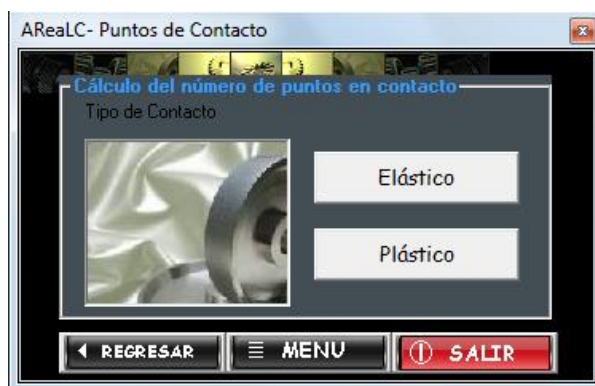 AReaLC- Puntos de Contacto
Cálculo del número de puntos en contacto
Tipo de Contacto
Elástico
Plástico
REGRESAR
MENU
SALIR